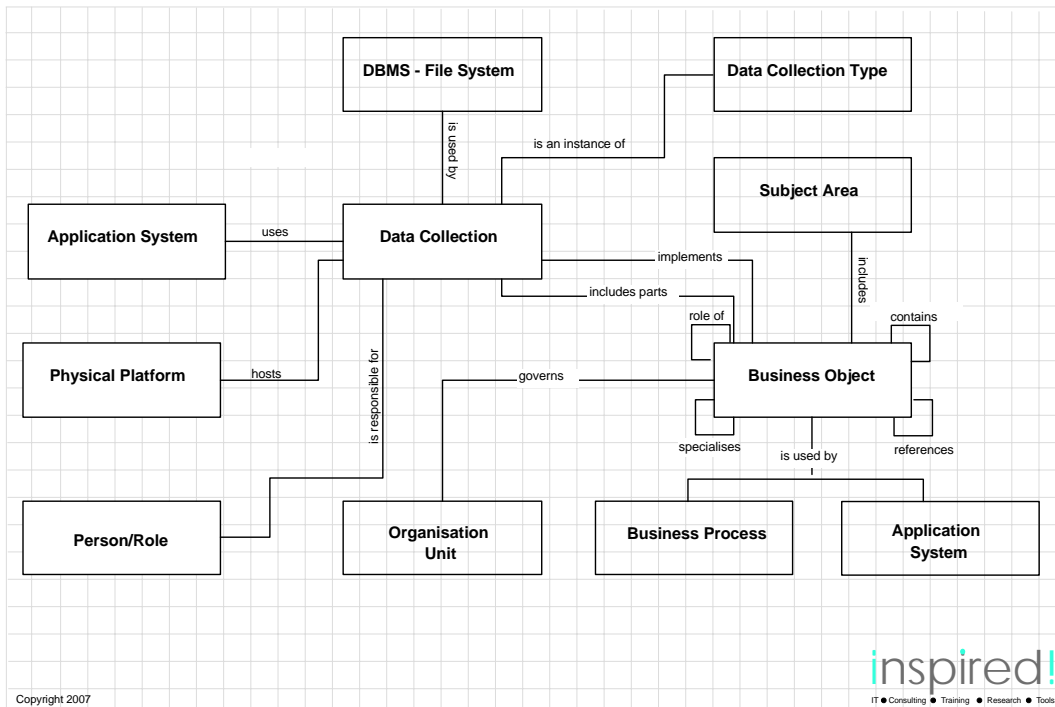 DBMS - File System
Data Collection Type
is used by
is an instance of
Subject Area
Application System
uses
Data Collection
implements
includes
includes parts
role of
contains
Physical Platform
hosts
is responsible for
governs
Business Object
specialises
references
is used by
Person/Role
Organisation
Unit
Business Process
Application
System
inspired!
IT ● Consulting ● Training ● Research ● Tools
Copyright 2007